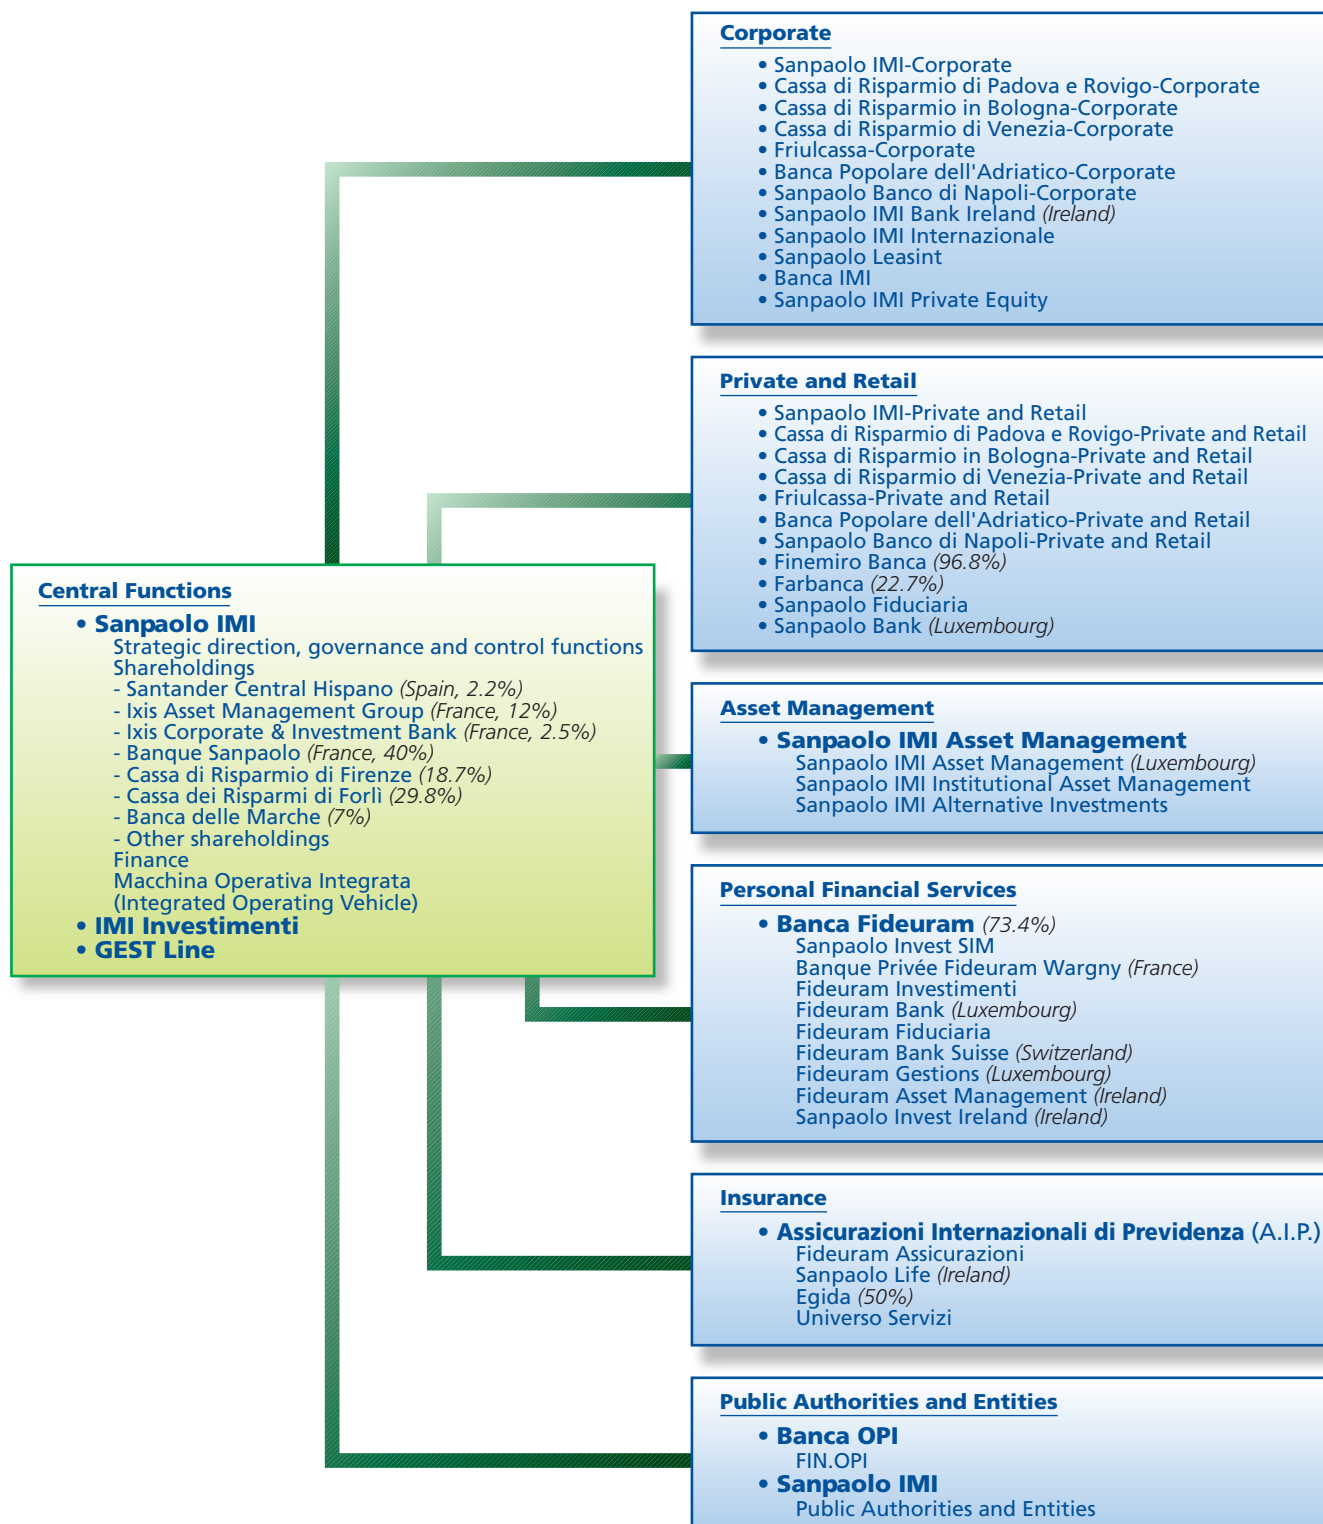 Corporate
• Sanpaolo IMI-Corporate
• Cassa di Risparmio di Padova e Rovigo-Corporate
• Cassa di Risparmio in Bologna-Corporate
• Cassa di Risparmio di Venezia-Corporate
• Friulcassa-Corporate
• Banca Popolare dell'Adriatico-Corporate
• Sanpaolo Banco di Napoli-Corporate
• Sanpaolo IMI Bank Ireland (Ireland)
• Sanpaolo IMI Internazionale
• Sanpaolo Leasint
• Banca IMI
• Sanpaolo IMI Private Equity
Private and Retail
• Sanpaolo IMI-Private and Retail
• Cassa di Risparmio di Padova e Rovigo-Private and Retail
• Cassa di Risparmio in Bologna-Private and Retail
• Cassa di Risparmio di Venezia-Private and Retail
• Friulcassa-Private and Retail
• Banca Popolare dell'Adriatico-Private and Retail
• Sanpaolo Banco di Napoli-Private and Retail
• Finemiro Banca (96.8%)
• Farbanca (22.7%)
• Sanpaolo Fiduciaria
• Sanpaolo Bank (Luxembourg)
Central Functions
• Sanpaolo IMI
Strategic direction, governance and control functions
Shareholdings
- Santander Central Hispano (Spain, 2.2%)
- Ixis Asset Management Group (France, 12%)
- Ixis Corporate & Investment Bank (France, 2.5%)
- Banque Sanpaolo (France, 40%)
- Cassa di Risparmio di Firenze (18.7%)
- Cassa dei Risparmi di Forlì (29.8%)
- Banca delle Marche (7%)
- Other shareholdings
Finance
Macchina Operativa Integrata
(Integrated Operating Vehicle)
• IMI Investimenti
• GEST Line
Asset Management
• Sanpaolo IMI Asset Management
Sanpaolo IMI Asset Management (Luxembourg)
Sanpaolo IMI Institutional Asset Management
Sanpaolo IMI Alternative Investments
Personal Financial Services
• Banca Fideuram (73.4%)
Sanpaolo Invest SIM
Banque Privée Fideuram Wargny (France)
Fideuram Investimenti
Fideuram Bank (Luxembourg)
Fideuram Fiduciaria
Fideuram Bank Suisse (Switzerland)
Fideuram Gestions (Luxembourg)
Fideuram Asset Management (Ireland)
Sanpaolo Invest Ireland (Ireland)
Insurance
• Assicurazioni Internazionali di Previdenza (A.I.P.)
Fideuram Assicurazioni
Sanpaolo Life (Ireland)
Egida (50%)
Universo Servizi
Public Authorities and Entities
• Banca OPI
FIN.OPI
• Sanpaolo IMI
Public Authorities and Entities